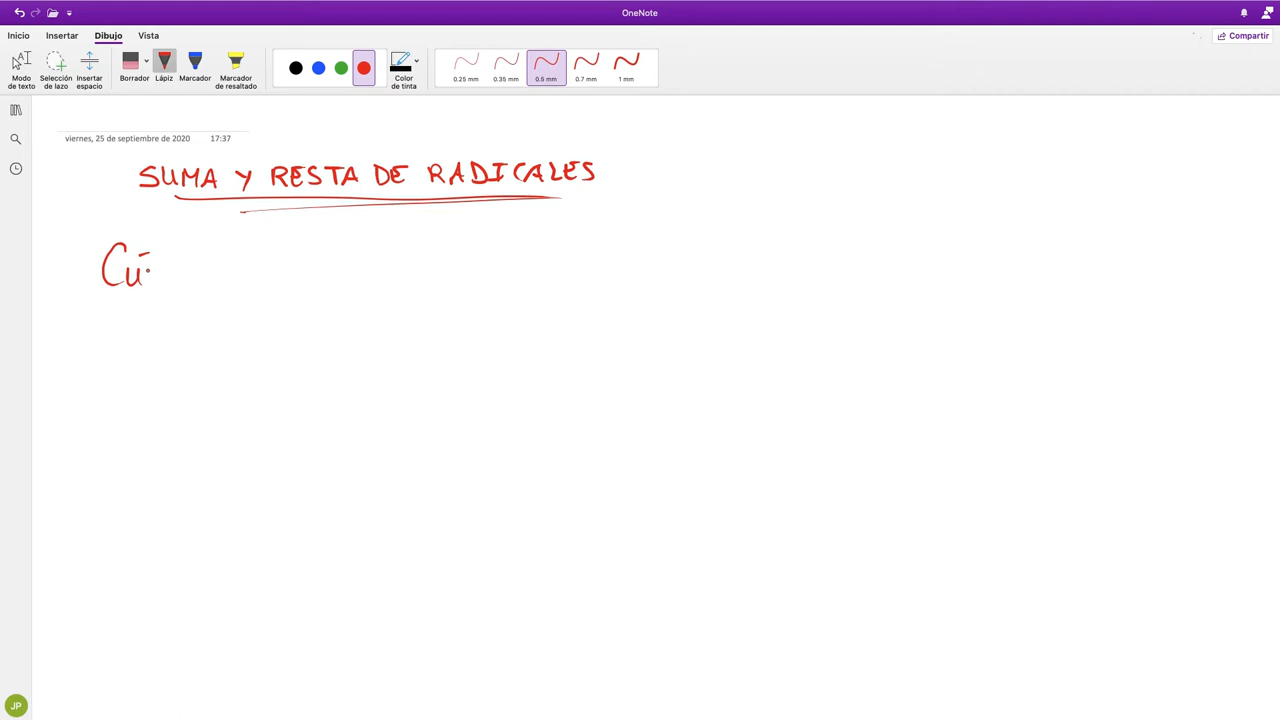 OneNote
Inicio Insertar Dibujo Vista Compartir
Modo de texto Selección de lazo Insertar espacio Borrador Lápiz Marcador Marcador de resaltado Color de tinta 0.25 mm 0.35 mm 0.5 mm 0.7 mm 1 mm
viernes, 25 de septiembre de 2020 17:37
SUMA Y RESTA DE RADICALES
JP